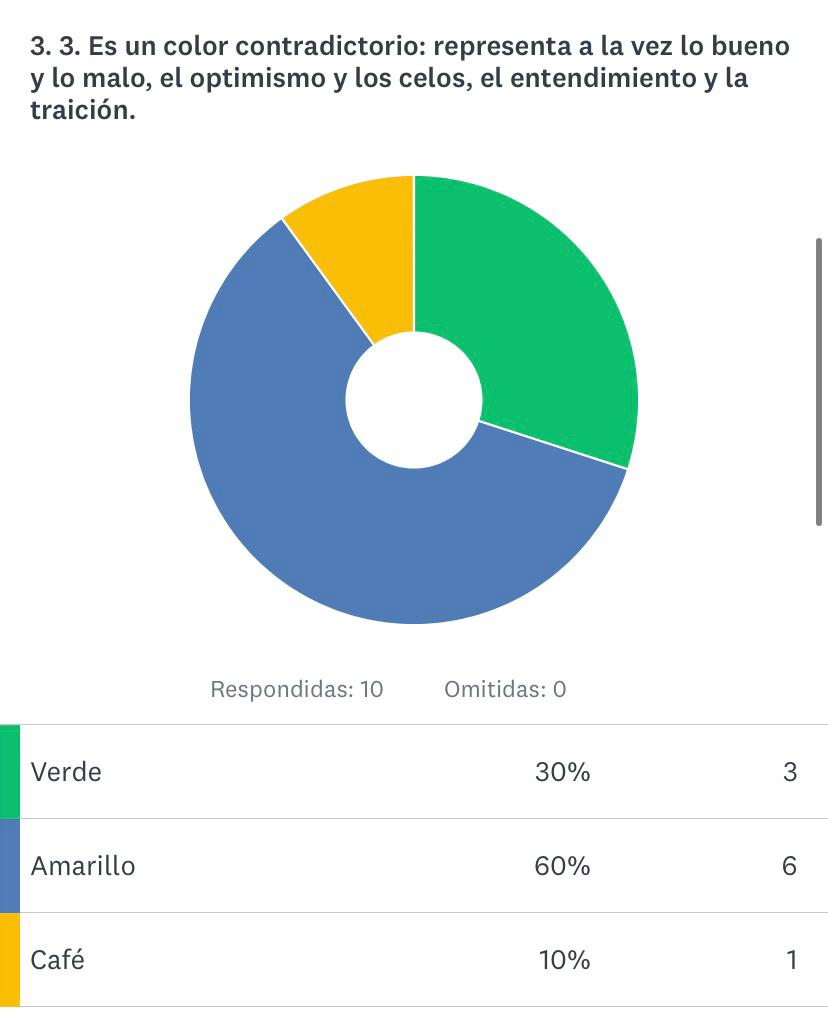 3. 3. Es un color contradictorio: representa a la vez lo bueno
y lo malo, el optimismo y los celos, el entendimiento y la
traición.
Respondidas: 10 Omitidas: 0
Verde 30% 3
Amarillo 60% 6
Café 10% 1